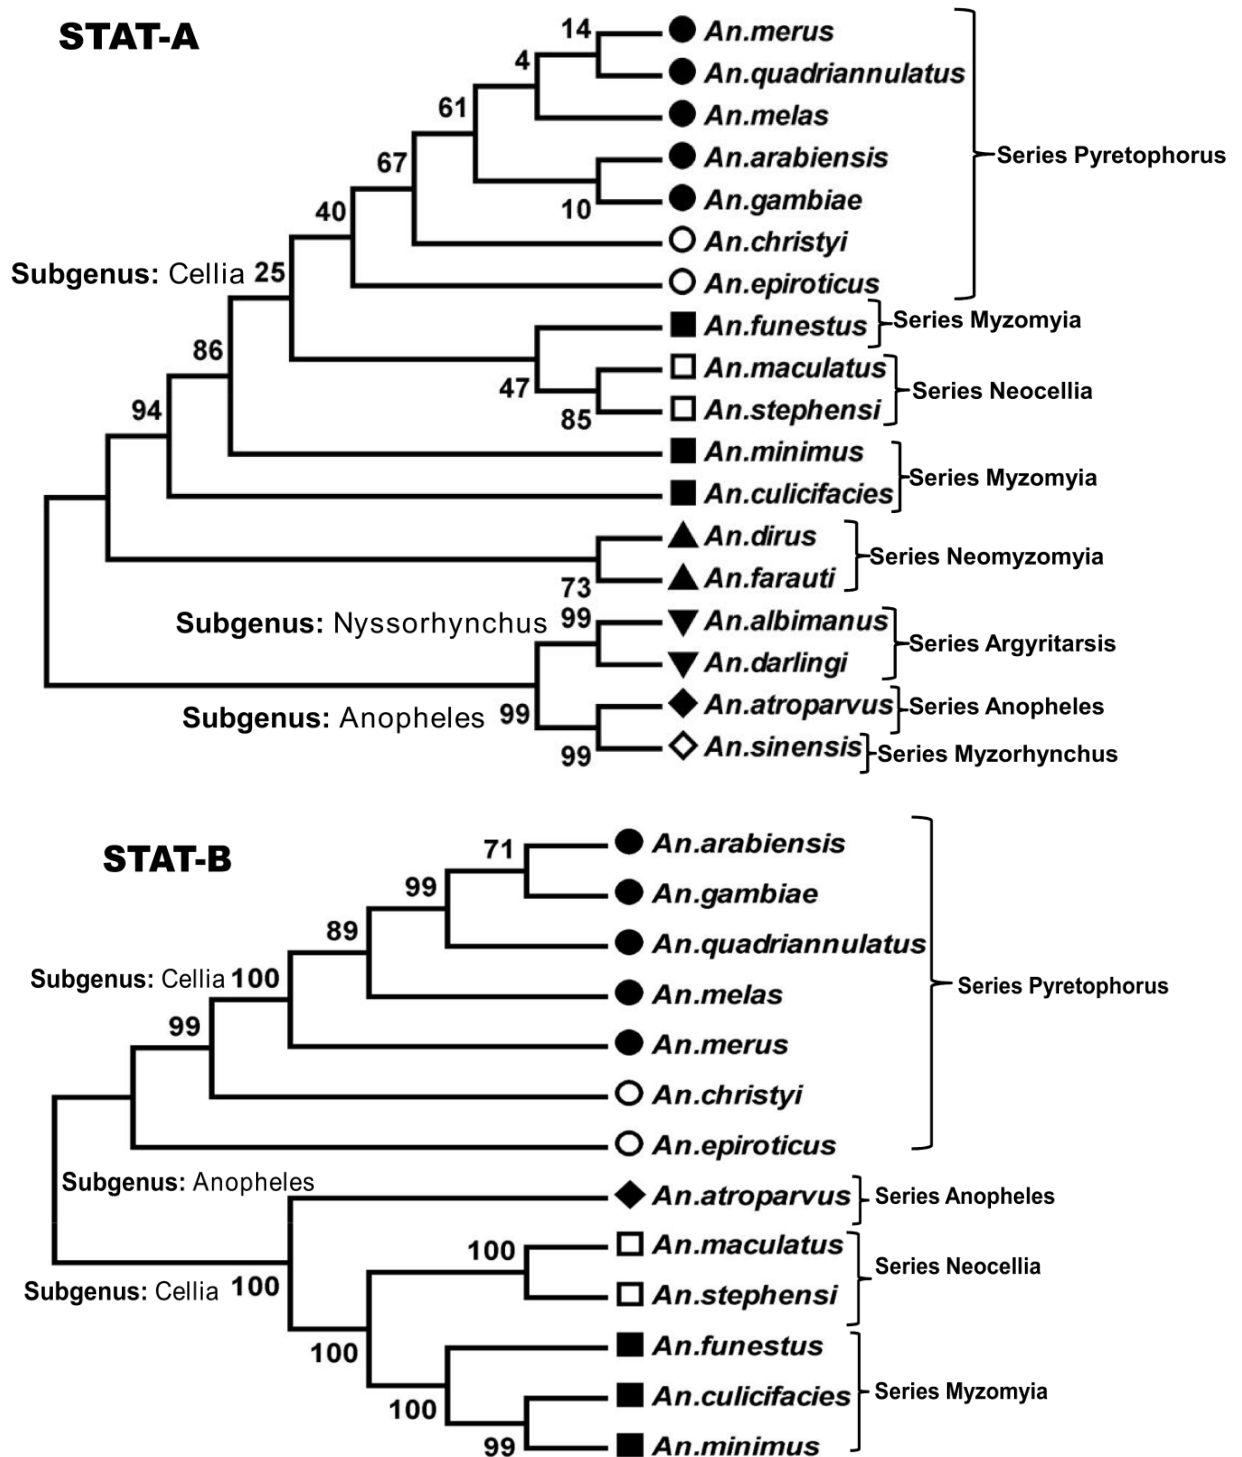 STAT-A
14
An.merus
4
An.quadriannulatus
61
An.melas
67
An.arabiensis
Series Pyretophorus
10
An.gambiae
40
An.christyi
Subgenus: Cellia 25
An.epiroticus
An.funestus
Series Myzomyia
86
An.maculatus
47
Series Neocellia
85
An.stephensi
94
An.minimus
Series Myzomyia
An.culicifacies
An.dirus
Series Neomyzomyia
73
An.farauti
Subgenus: Nyssorhynchus 99
An.albimanus
Series Argyritarsis
An.darlingi
Subgenus: Anopheles 99
An.atroparvus
Series Anopheles
99
An.sinensis
Series Myzorhynchus
STAT-B
71
An.arabiensis
99
An.gambiae
89
An.quadriannulatus
Subgenus: Cellia 100
An.melas
Series Pyretophorus
99
An.merus
An.christyi
An.epiroticus
Subgenus: Anopheles
An.atroparvus
Series Anopheles
100
An.maculatus
Series Neocellia
Subgenus: Cellia 100
An.stephensi
100
An.funestus
100
An.culicifacies
Series Myzomyia
99
An.minimus